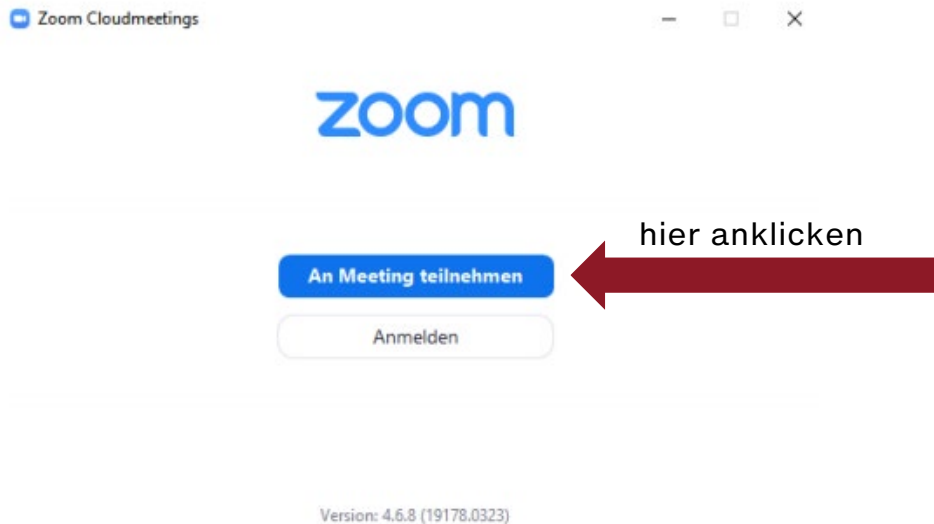 Zoom Cloudmeetings
zoom
hier anklicken
An Meeting teilnehmen
Anmelden
Version: 4.6.8 (19178.0323)